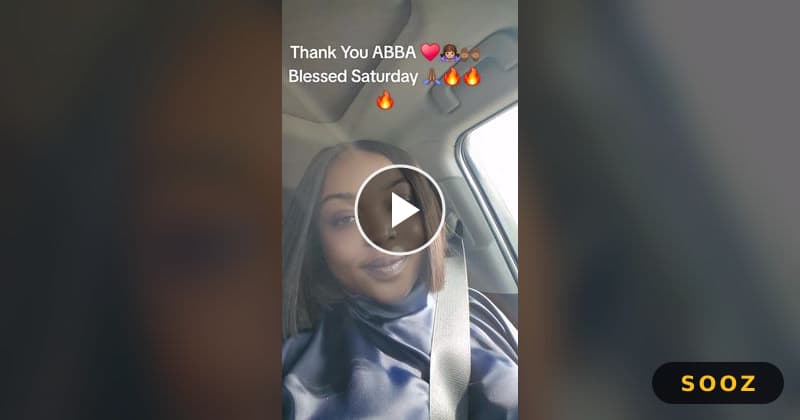 Thank You ABBA ❤️🤷🏽‍♀️🙌🏽
Blessed Saturday 🙏🏽🔥🔥
🔥
SOOZ